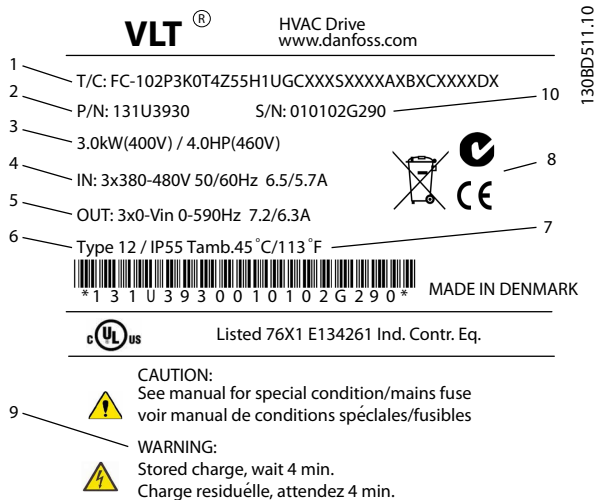 VLT ® HVAC Drive
www.danfoss.com
130BD511.10
1 T/C: FC-102P3K0T4Z55H1UGCXXXSXXXXAXBXCXXXXDX
2 P/N: 131U3930 S/N: 010102G290 10
3 3.0kW(400V) / 4.0HP(460V)
4 IN: 3x380-480V 50/60Hz 6.5/5.7A 8
CE
5 OUT: 3x0-Vin 0-590Hz 7.2/6.3A
6 Type 12 / IP55 Tamb.45˚C/113˚F 7
*131U3930010102G290* MADE IN DENMARK
c UL us Listed 76X1 E134261 Ind. Contr. Eq.
CAUTION:
See manual for special condition/mains fuse
voir manual de conditions spéclales/fusibles
9 WARNING:
Stored charge, wait 4 min.
Charge residuélle, attendez 4 min.